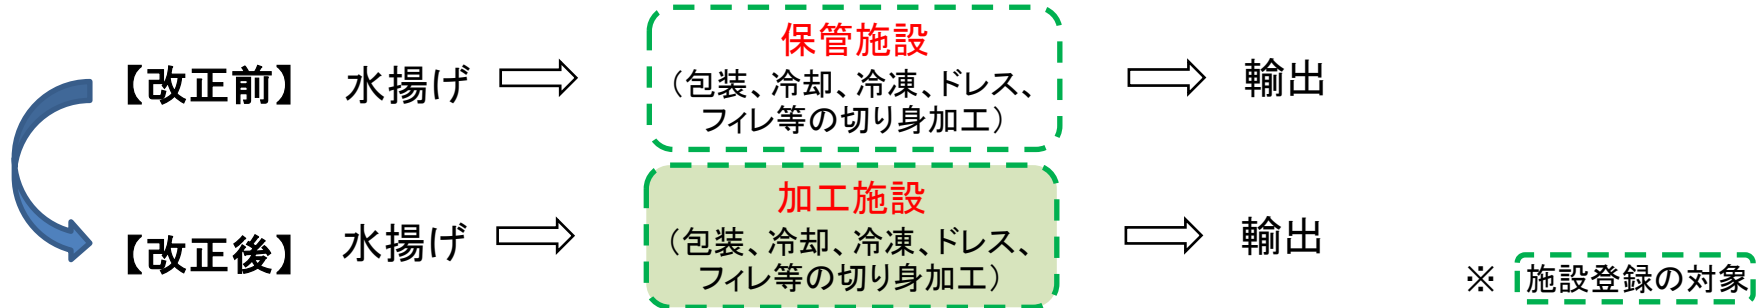 保管施設
【改正前】 水揚げ (包装、冷却、冷凍、ドレス、 輸出
フィレ等の切り身加工)
加工施設
【改正後】 水揚げ (包装、冷却、冷凍、ドレス、 輸出
フィレ等の切り身加工)
※ 施設登録の対象